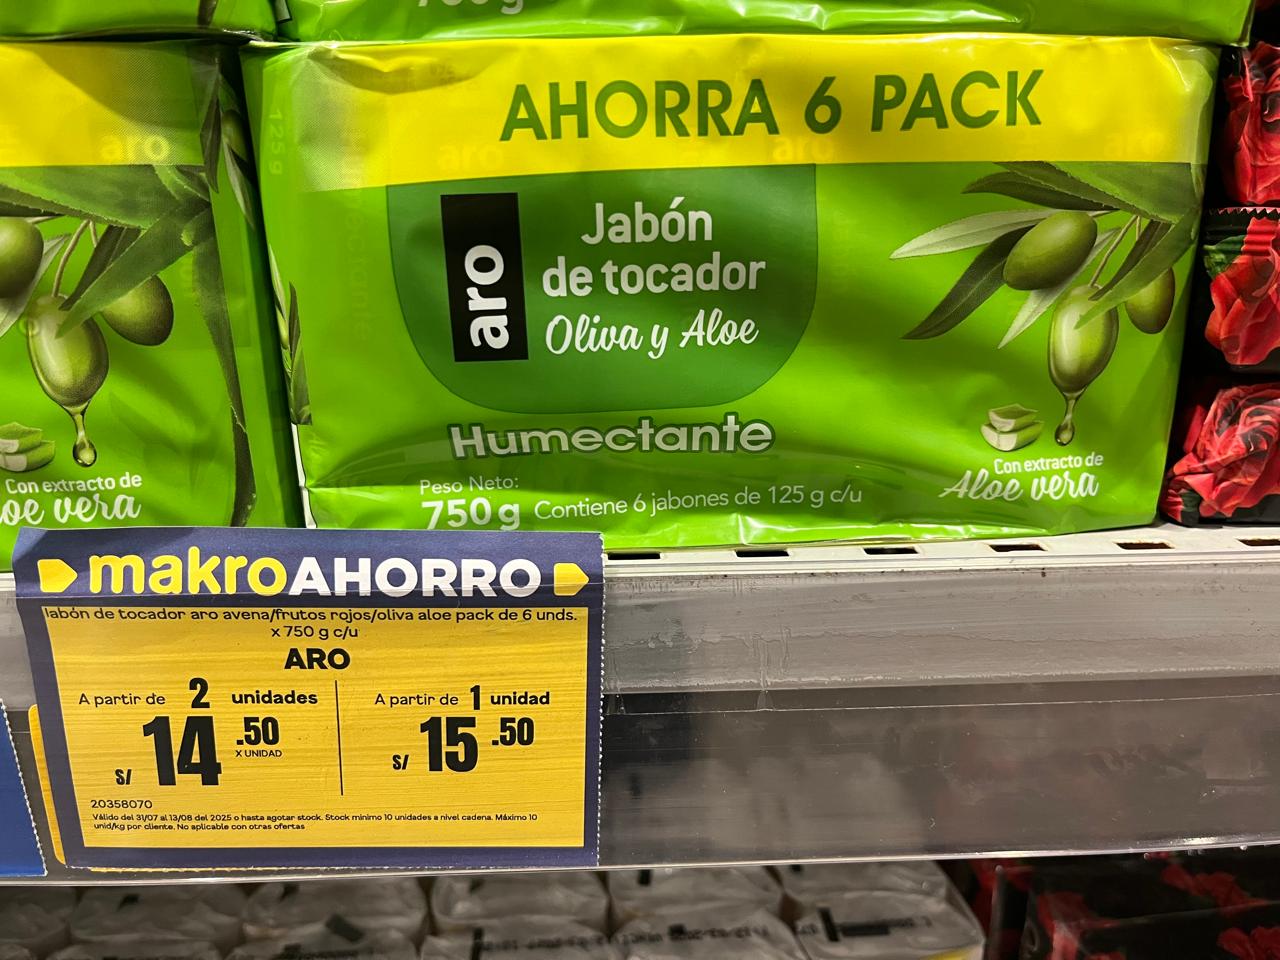 750g
AHORRA 6 PACK
125 g
aro
aro
Jabón
de tocador
Oliva y Aloe
Humectante
Peso Neto:
750g Contiene 6 jabones de 125 g c/u
Con extracto de
Aloe vera
Con extracto de
oe vera
makroAHORRO
Jabón de tocador aro avena/frutos rojos/oliva aloe pack de 6 unds.
x 750 g c/u
ARO
A partir de 2 unidades
S/ 14.50
X UNIDAD
A partir de 1 unidad
S/ 15.50
20358070
Válido del 31/07 al 13/08 del 2025 o hasta agotar stock. Stock minimo 10 unidades a nivel cadena. Máximo 10
unid/kg por cliente. No aplicable con otras ofertas